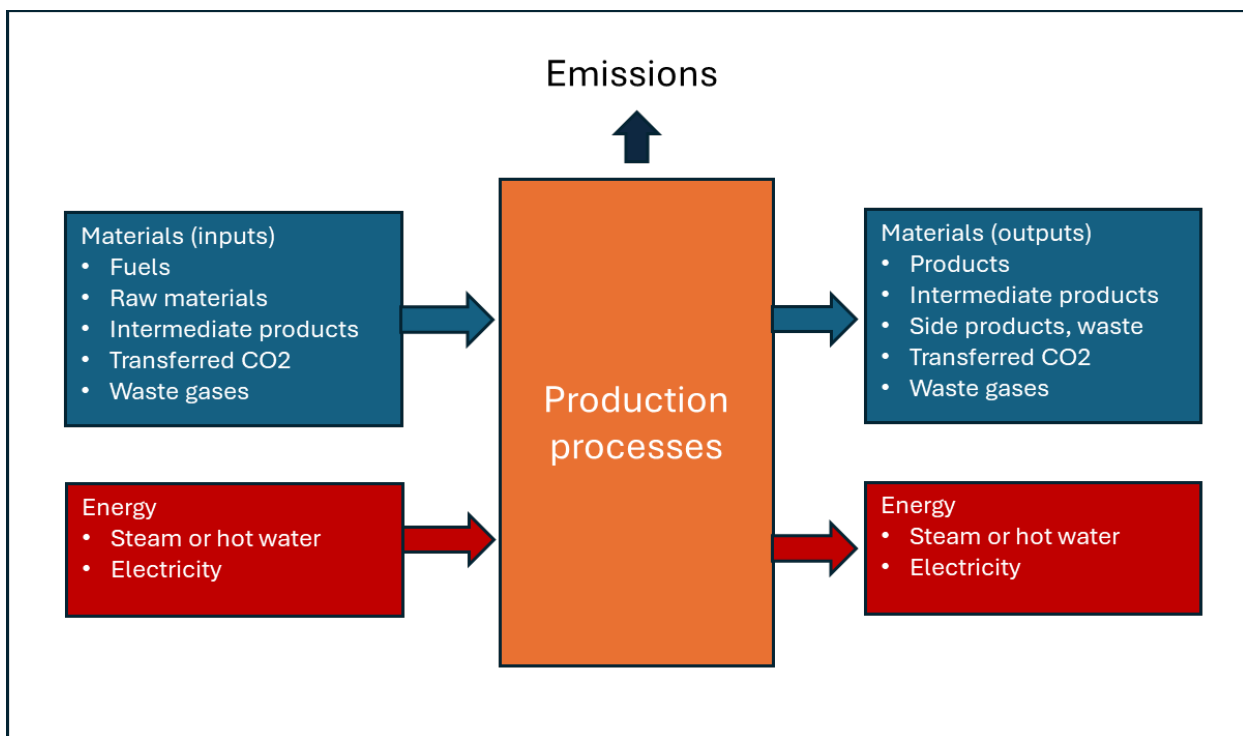 Emissions
Materials (inputs)
• Fuels
• Raw materials
• Intermediate products
• Transferred CO2
• Waste gases
Energy
• Steam or hot water
• Electricity
Production
processes
Materials (outputs)
• Products
• Intermediate products
• Side products, waste
• Transferred CO2
• Waste gases
Energy
• Steam or hot water
• Electricity